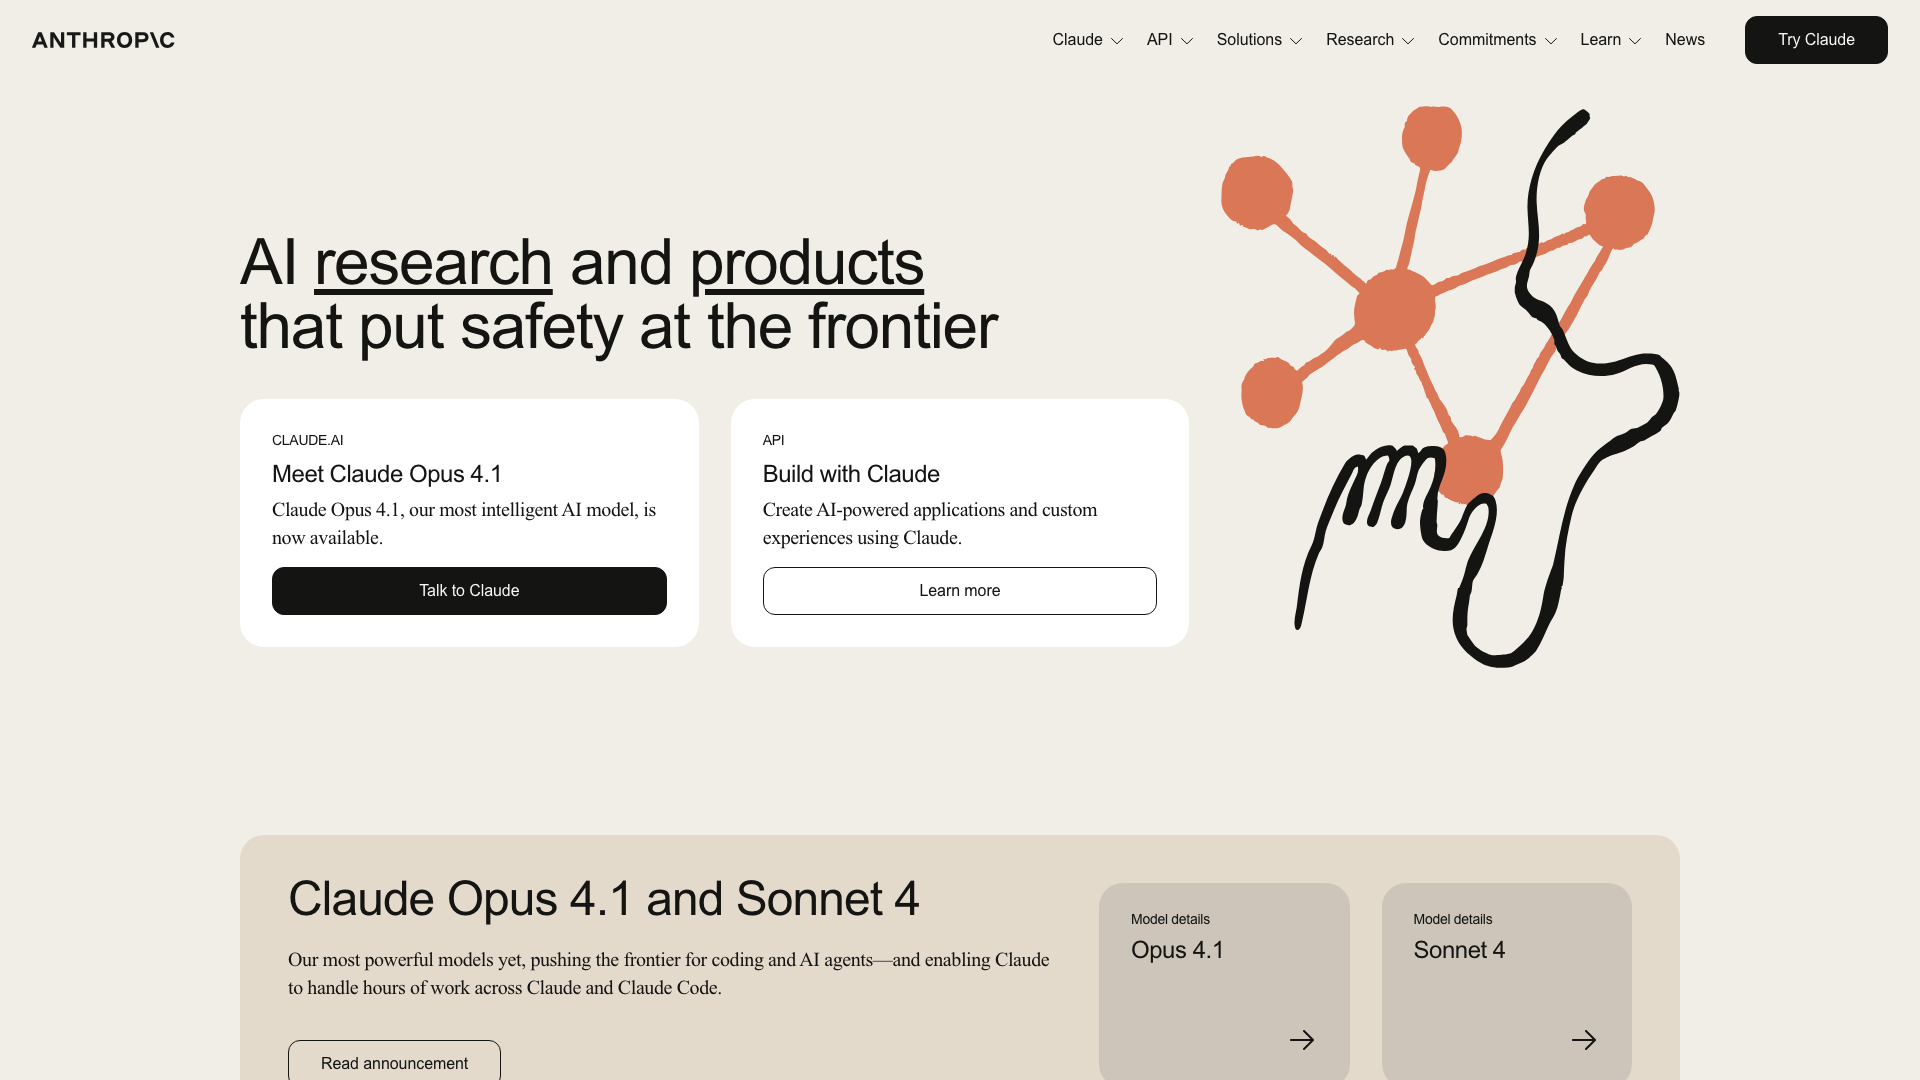 ANTHROP\C
Claude
API
Solutions
Research
Commitments
Learn
News
Try Claude
AI research and products
that put safety at the frontier
CLAUDE.AI
Meet Claude Opus 4.1
Claude Opus 4.1, our most intelligent AI model, is
now available.
Talk to Claude
API
Build with Claude
Create AI-powered applications and custom
experiences using Claude.
Learn more
Claude Opus 4.1 and Sonnet 4
Our most powerful models yet, pushing the frontier for coding and AI agents—and enabling Claude
to handle hours of work across Claude and Claude Code.
Read announcement
Model details
Opus 4.1
Model details
Sonnet 4